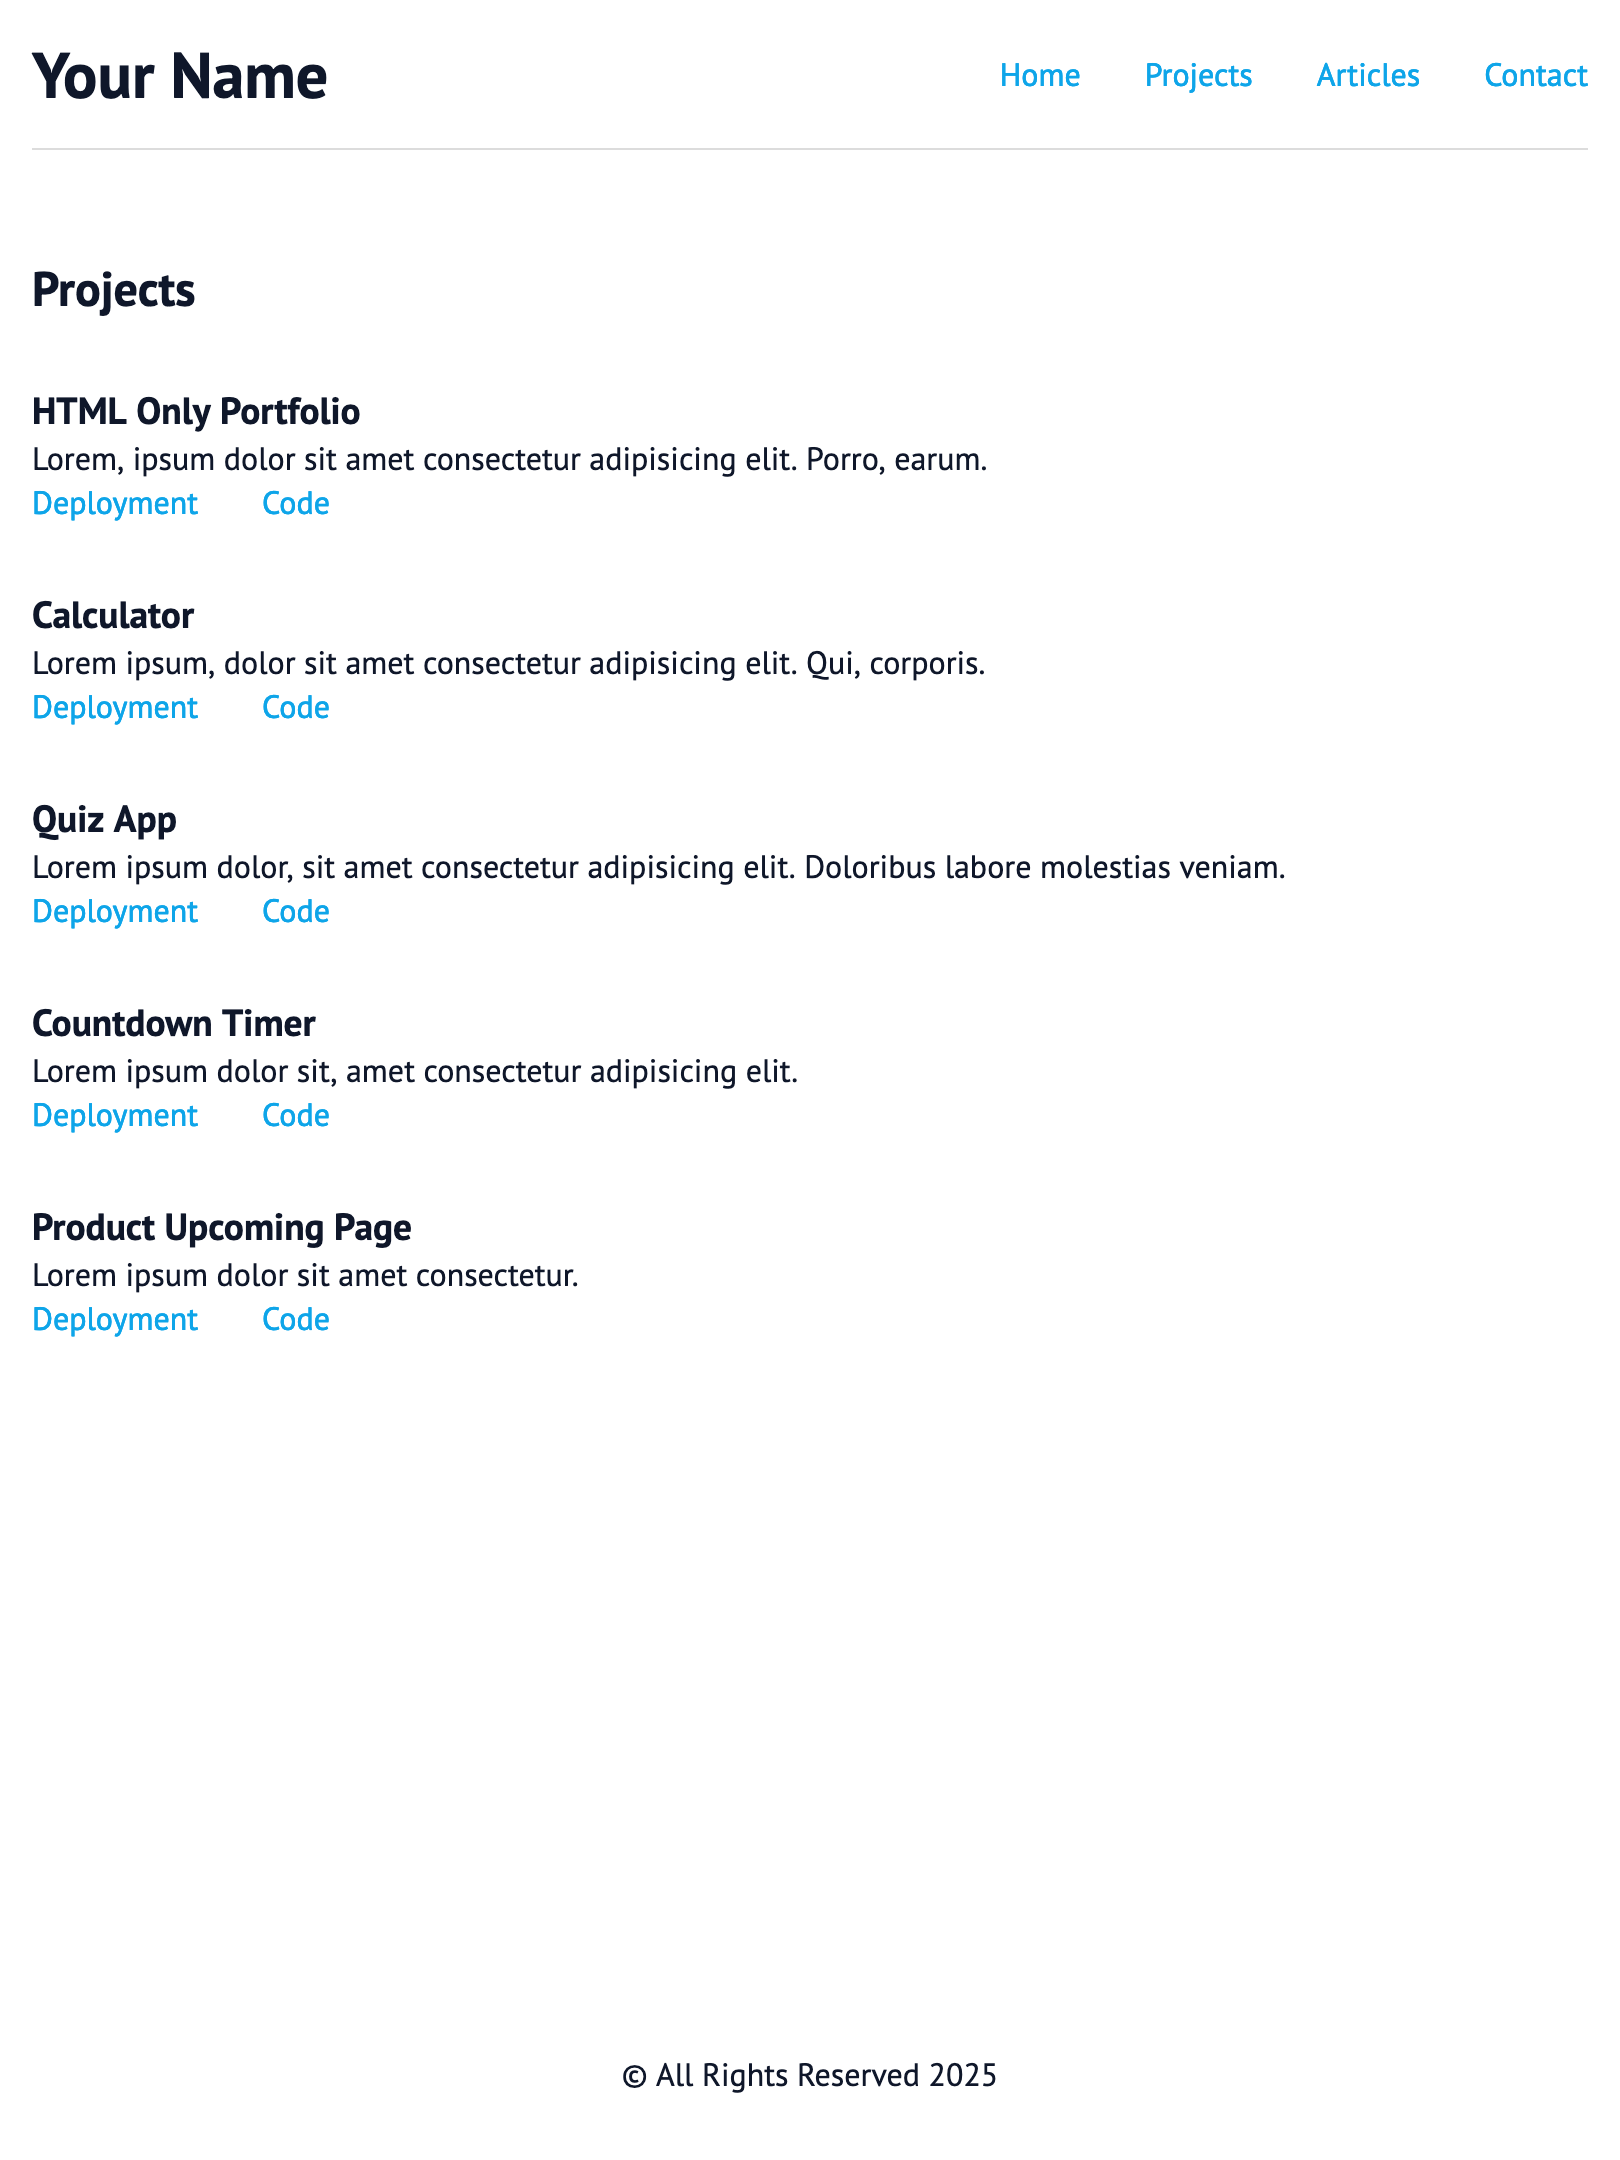 Your Name
Home Projects Articles Contact
Projects
HTML Only Portfolio
Lorem, ipsum dolor sit amet consectetur adipisicing elit. Porro, earum.
Deployment Code
Calculator
Lorem ipsum, dolor sit amet consectetur adipisicing elit. Qui, corporis.
Deployment Code
Quiz App
Lorem ipsum dolor, sit amet consectetur adipisicing elit. Doloribus labore molestias veniam.
Deployment Code
Countdown Timer
Lorem ipsum dolor sit, amet consectetur adipisicing elit.
Deployment Code
Product Upcoming Page
Lorem ipsum dolor sit amet consectetur.
Deployment Code
© All Rights Reserved 2025